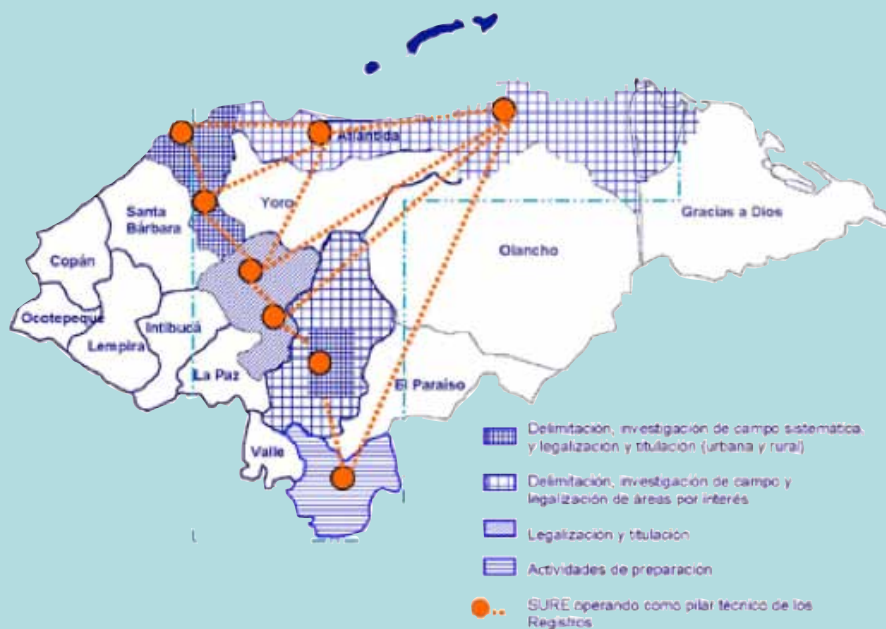 Atlántida
Yoro
Santa
Bárbara
Gracias a Dios
Copán
Olancho
Ocotepeque
Intibucá
Lempira
La Paz
El Paraíso
Valle
Delimitación, investigación de campo sistemática
y legalización y titulación (urbana y rural)
Delimitación, investigación de campo y
legalización de áreas por interés
Legalización y titulación
Actividades de preparación
SURE operando como pilar técnico de los
Registros